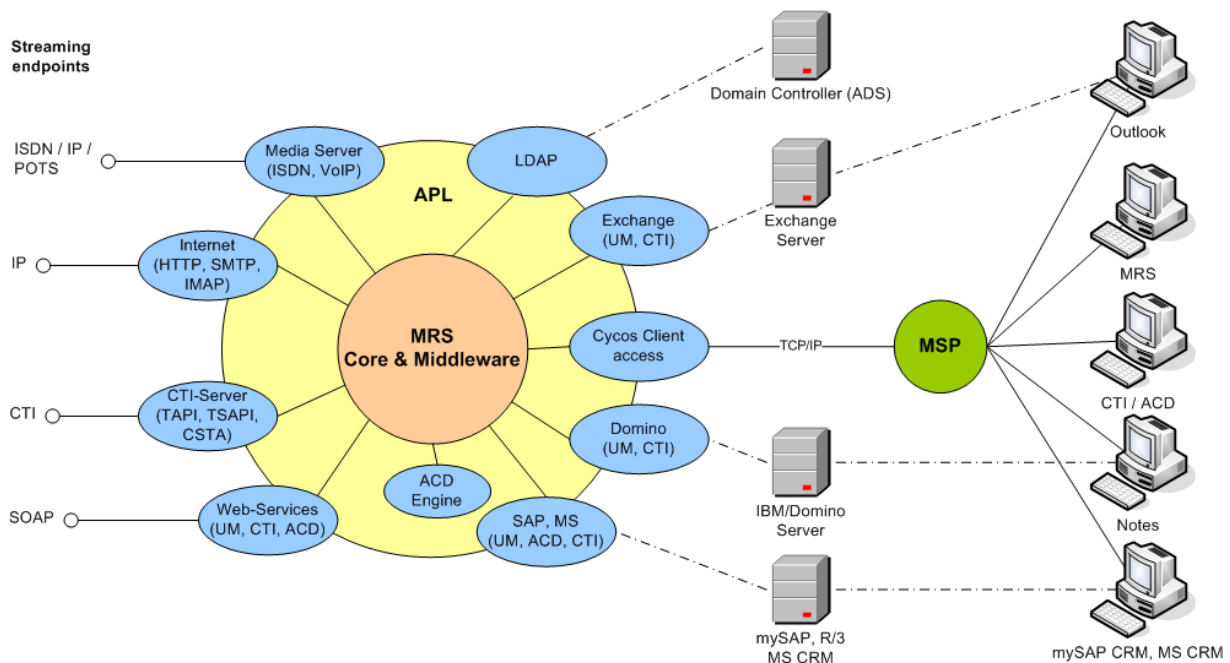 Streaming
endpoints
Domain Controller (ADS)
Outlook
ISDN / IP /
POTS
Media Server
(ISDN, VoIP)
LDAP
APL
Exchange
(UM, CTI)
Exchange
Server
IP
Internet
(HTTP, SMTP,
IMAP)
MRS
MRS
Core & Middleware
Cycos Client
access
TCP/IP
MSP
CTI / ACD
CTI
CTI-Server
(TAPI, TSAPI,
CSTA)
Domino
(UM, CTI)
ACD
Engine
IBM/Domino
Server
Notes
SOAP
Web-Services
(UM, CTI, ACD)
SAP, MS
(UM, ACD, CTI)
mySAP, R/3
MS CRM
mySAP CRM, MS CRM